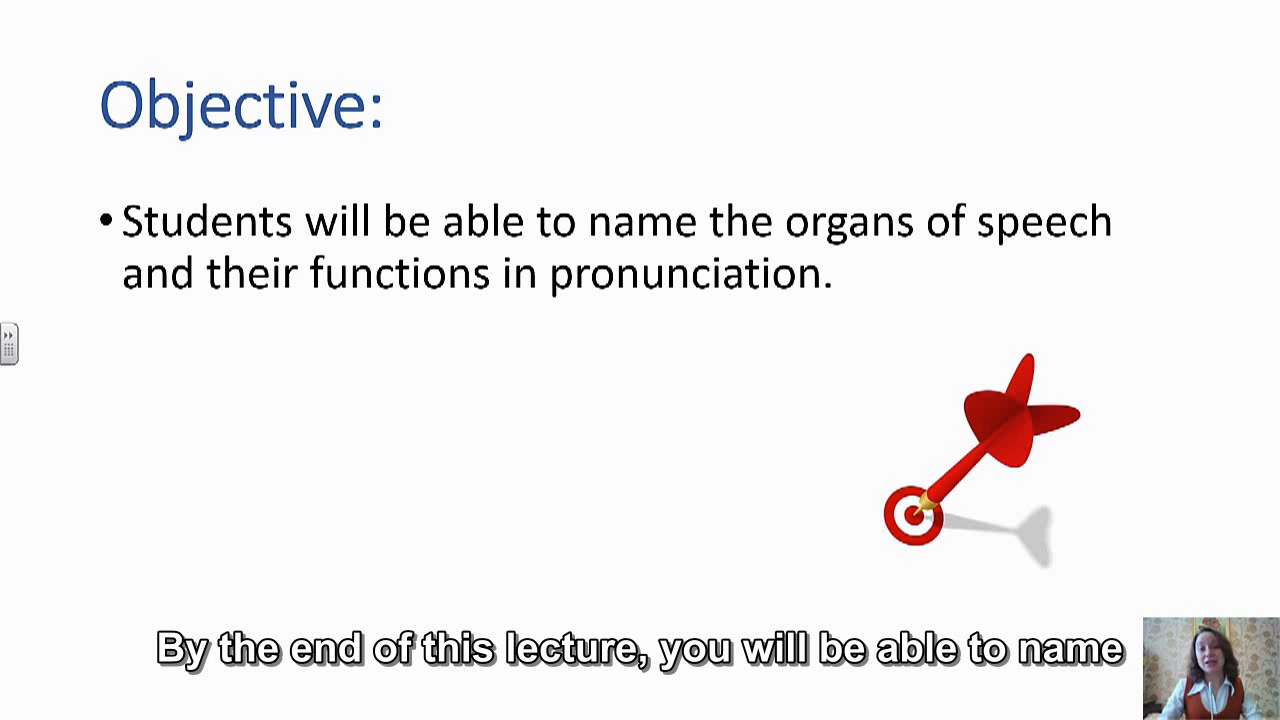 Objective:
• Students will be able to name the organs of speech
and their functions in pronunciation.
By the end of this lecture, you will be able to name